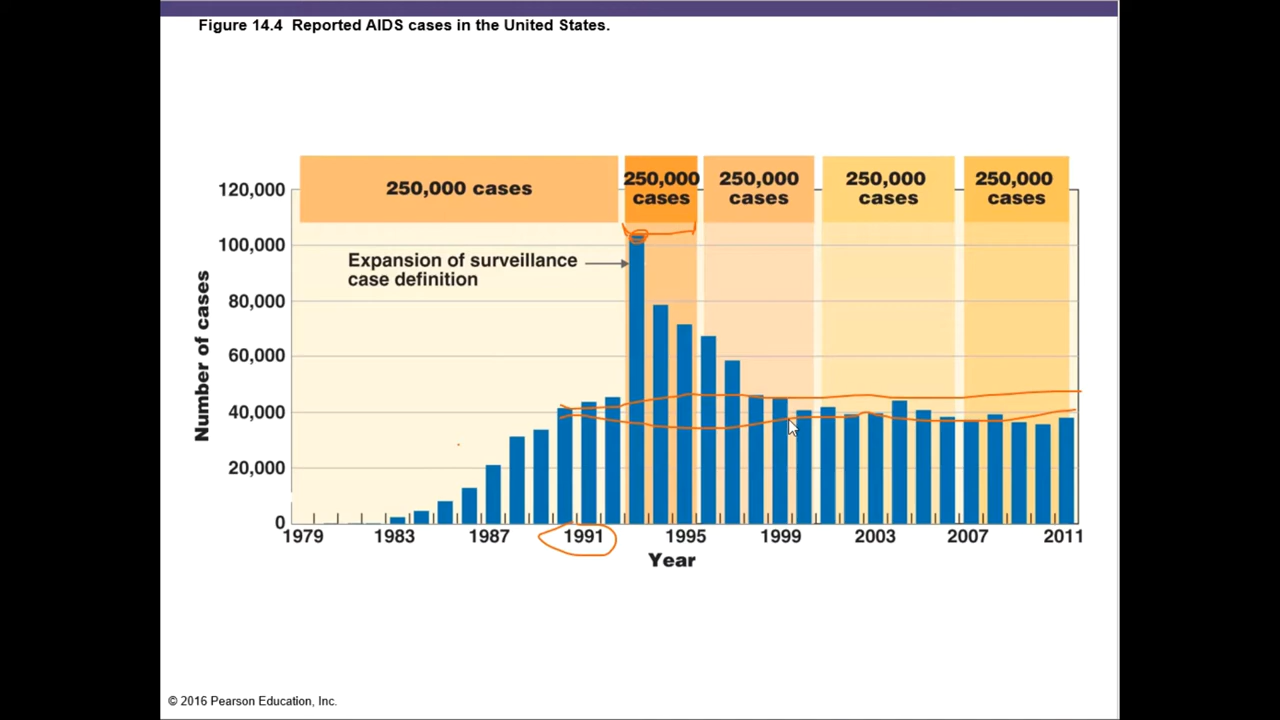 Figure 14.4 Reported AIDS cases in the United States.
250,000 cases
250,000
cases
250,000
cases
250,000
cases
250,000
cases
120,000
100,000
80,000
60,000
40,000
20,000
0
Number of cases
Expansion of surveillance
case definition
1979 1983 1987 1991 1995 1999 2003 2007 2011
Year
© 2016 Pearson Education, Inc.